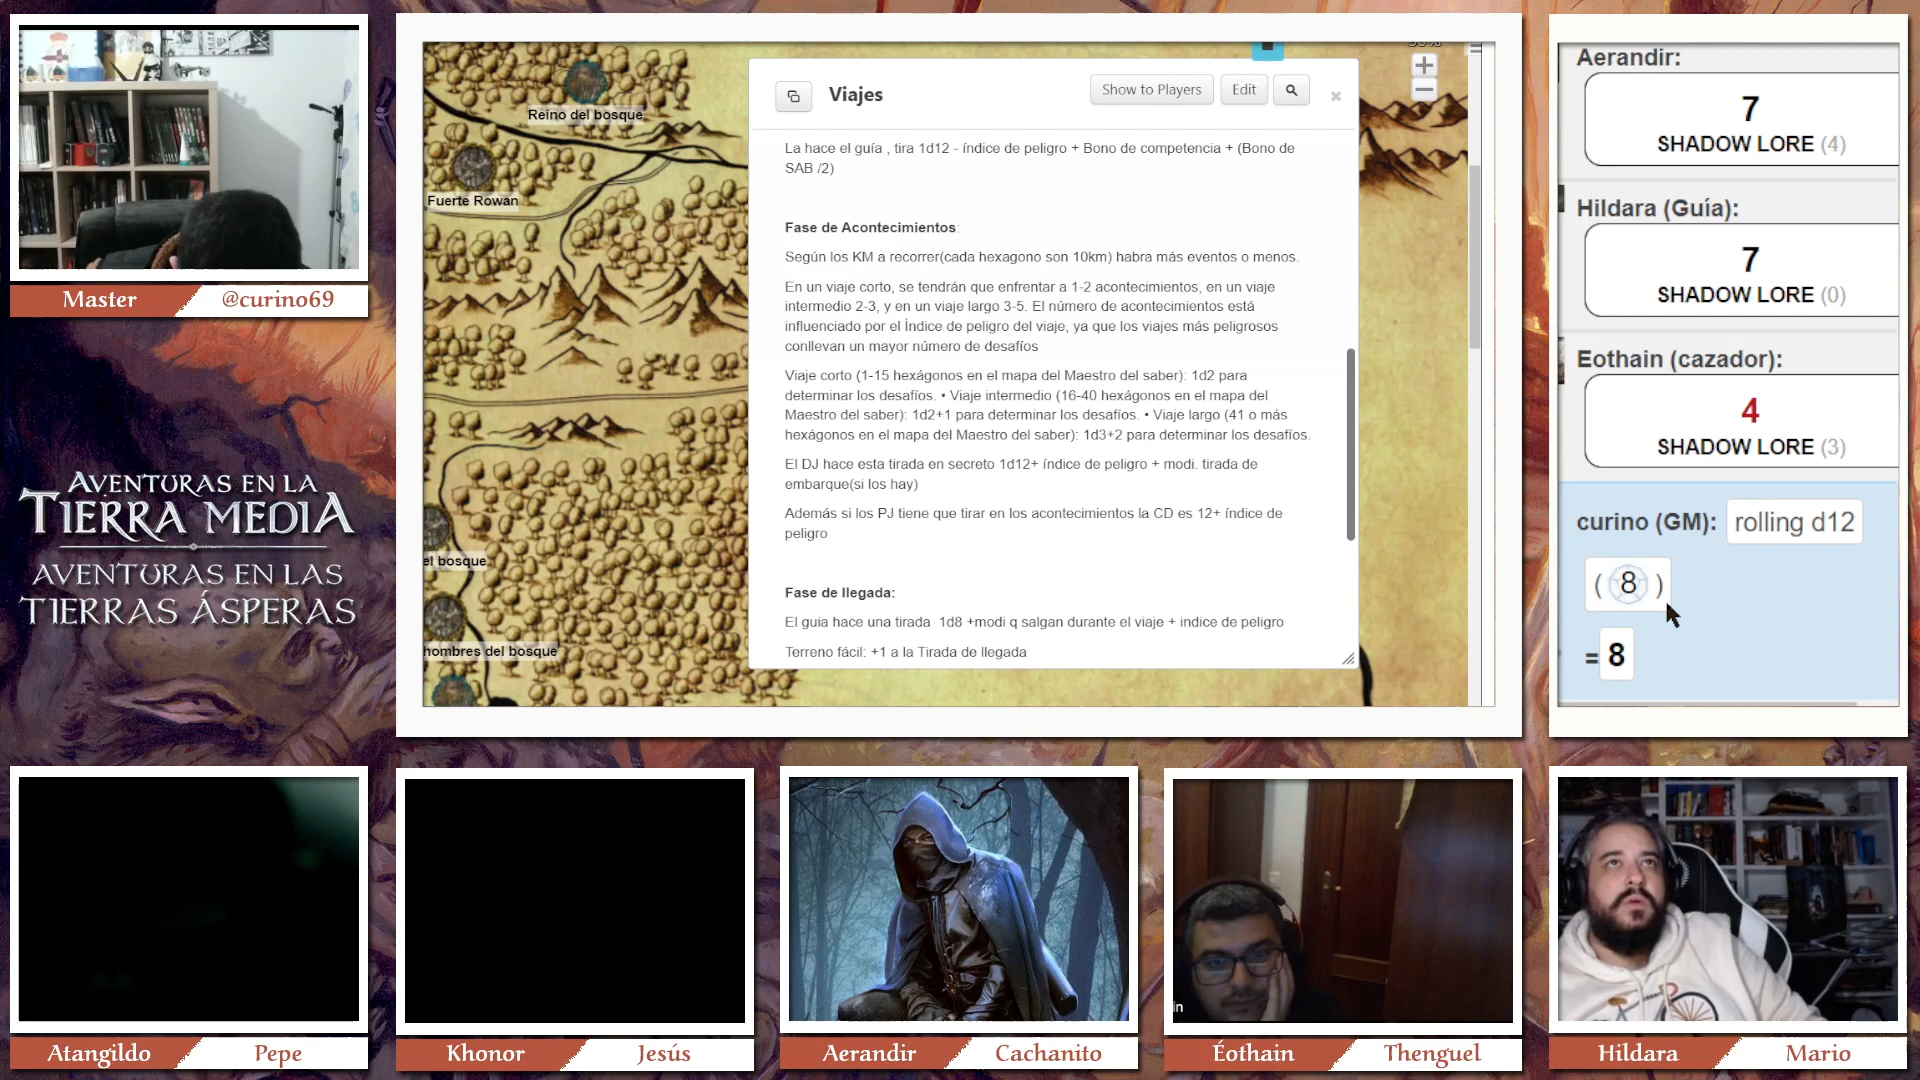 Master
@curino69
AVENTURAS EN LA
TIERRA MEDIA
AVENTURAS EN LAS
TIERRAS ÁSPERAS
Reino del bosque
Fuerte Rowan
el bosque
hombres del bosque
Viajes
Show to Players
Edit
La hace el guía , tira 1d12 - índice de peligro + Bono de competencia + (Bono de
SAB /2)
Fase de Acontecimientos:
Según los KM a recorrer(cada hexagono son 10km) habra más eventos o menos.
En un viaje corto, se tendrán que enfrentar a 1-2 acontecimientos, en un viaje
intermedio 2-3, y en un viaje largo 3-5. El número de acontecimientos está
influenciado por el Índice de peligro del viaje, ya que los viajes más peligrosos
conllevan un mayor número de desafíos
Viaje corto (1-15 hexágonos en el mapa del Maestro del saber): 1d2 para
determinar los desafíos. • Viaje intermedio (16-40 hexágonos en el mapa del
Maestro del saber): 1d2+1 para determinar los desafíos. • Viaje largo (41 o más
hexágonos en el mapa del Maestro del saber): 1d3+2 para determinar los desafíos.
El DJ hace esta tirada en secreto 1d12+ índice de peligro + modi. tirada de
embarque(si los hay)
Además si los PJ tiene que tirar en los acontecimientos la CD es 12+ índice de
peligro
Fase de llegada:
El guia hace una tirada 1d8 +modi q salgan durante el viaje + indice de peligro
Terreno fácil: +1 a la Tirada de llegada
Aerandir:
7
SHADOW LORE (4)
Hildara (Guía):
7
SHADOW LORE (0)
Eothain (cazador):
4
SHADOW LORE (3)
curino (GM): rolling d12
( 8 )
= 8
in
Atangildo
Pepe
Khonor
Jesús
Aerandir
Cachanito
Éothain
Thenguel
Hildara
Mario